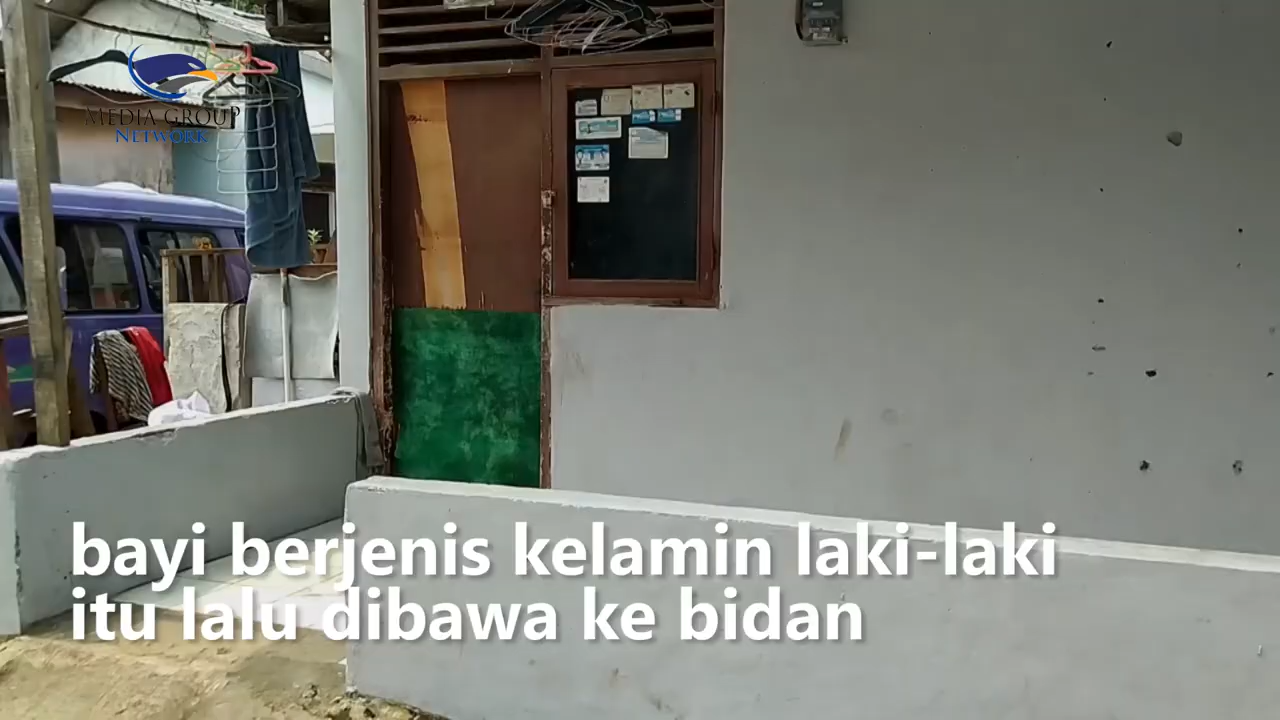 MEDIA GROUP
NETWORK
bayi berjenis kelamin laki-laki
itu lalu dibawa ke bidan